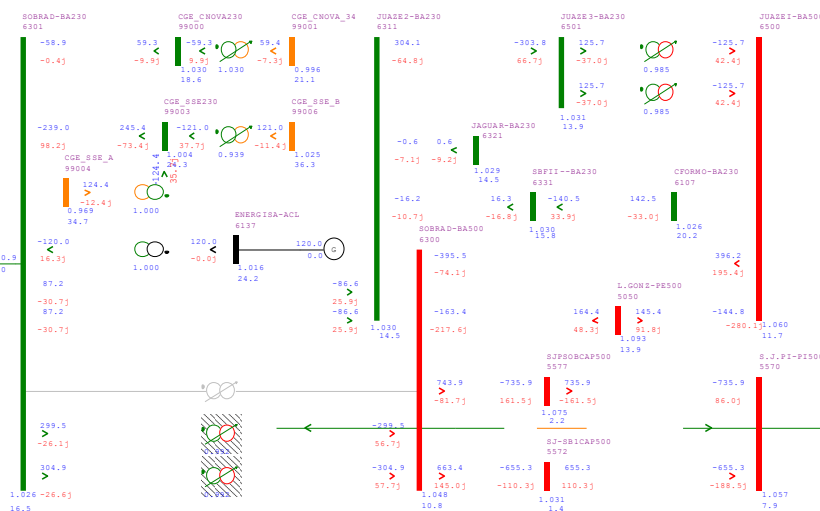 SOBRAD-BA230 CGE_CNOVA230 CGE_CNOVA_34 JUAZE2-BA230 JUAZE3-BA230 JUAZEI-BA500
6301 99000 99001 6311 6501 6500
-58.9 59.3 -59.3 59.4 304.1 -303.8 125.7 -125.7
-0.4j -9.9j 9.9j -7.3j -64.8j 66.7j -37.0j 42.4j
1.030 1.030 0.996 0.985
18.6 21.1
125.7 -125.7
-37.0j 42.4j
CGE_SSE230 CGE_SSE_B 0.985
99003 99006 1.031
-239.0 245.4 -121.0 121.0 JAGUAR-BA230 13.9
98.2j -73.4j 37.7j -11.4j 6321
-0.6 0.6
CGE_SSE_A 1.004 0.939 1.025 -7.1j -9.2j
99004 24.3 36.3 1.029
124.4 -124.4 14.5
-12.4j 35.
SBFII--BA230 CFORMO-BA230
6331 6107
0.969 1.000 -16.2 16.3 -140.5 142.5
34.7 -10.7j -16.8j 33.9j -33.0j
ENERGISA-ACL 1.030 1.026
6137 SOBRAD-BA500 15.8 20.2
-120.0 120.0 120.0 G 6300
16.3j -0.0j 0.0 -395.5 396.2
0.9 1.000 1.016 -74.1j 195.4j
0 24.2
87.2 -86.6 L.GONZ-PE500
-30.7j 25.9j 5050
87.2 -86.6 -163.4 164.4 145.4 -144.8
-30.7j 25.9j -217.6j 48.3j 91.8j -280.1j
1.030 1.093 1.060
14.5 13.9 11.7
SJPSOBCAP500 S.J.PI-PI500
5577 5570
743.9 -735.9 735.9 -735.9
-81.7j 161.5j -161.5j 86.0j
1.075
2.2
299.5 -299.5
-26.1j 56.7j
0.992 SJ-SB1CAP500
5572
304.9 -304.9 663.4 -655.3 655.3 -655.3
-26.6j 57.7j 145.0j -110.3j 110.3j -188.5j
1.026 0.992 1.048 1.031 1.057
16.5 10.8 1.4 7.9